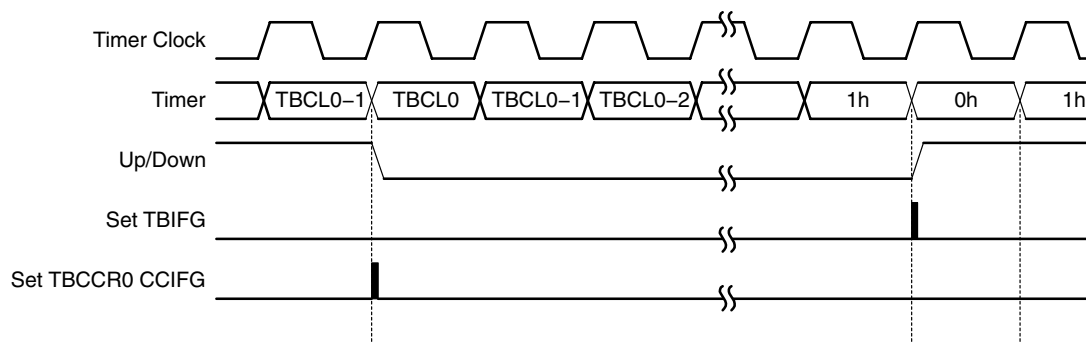 Timer Clock
Timer TBCL0−1 TBCL0 TBCL0−1 TBCL0−2 1h 0h 1h
Up/Down
Set TBIFG
Set TBCCR0 CCIFG